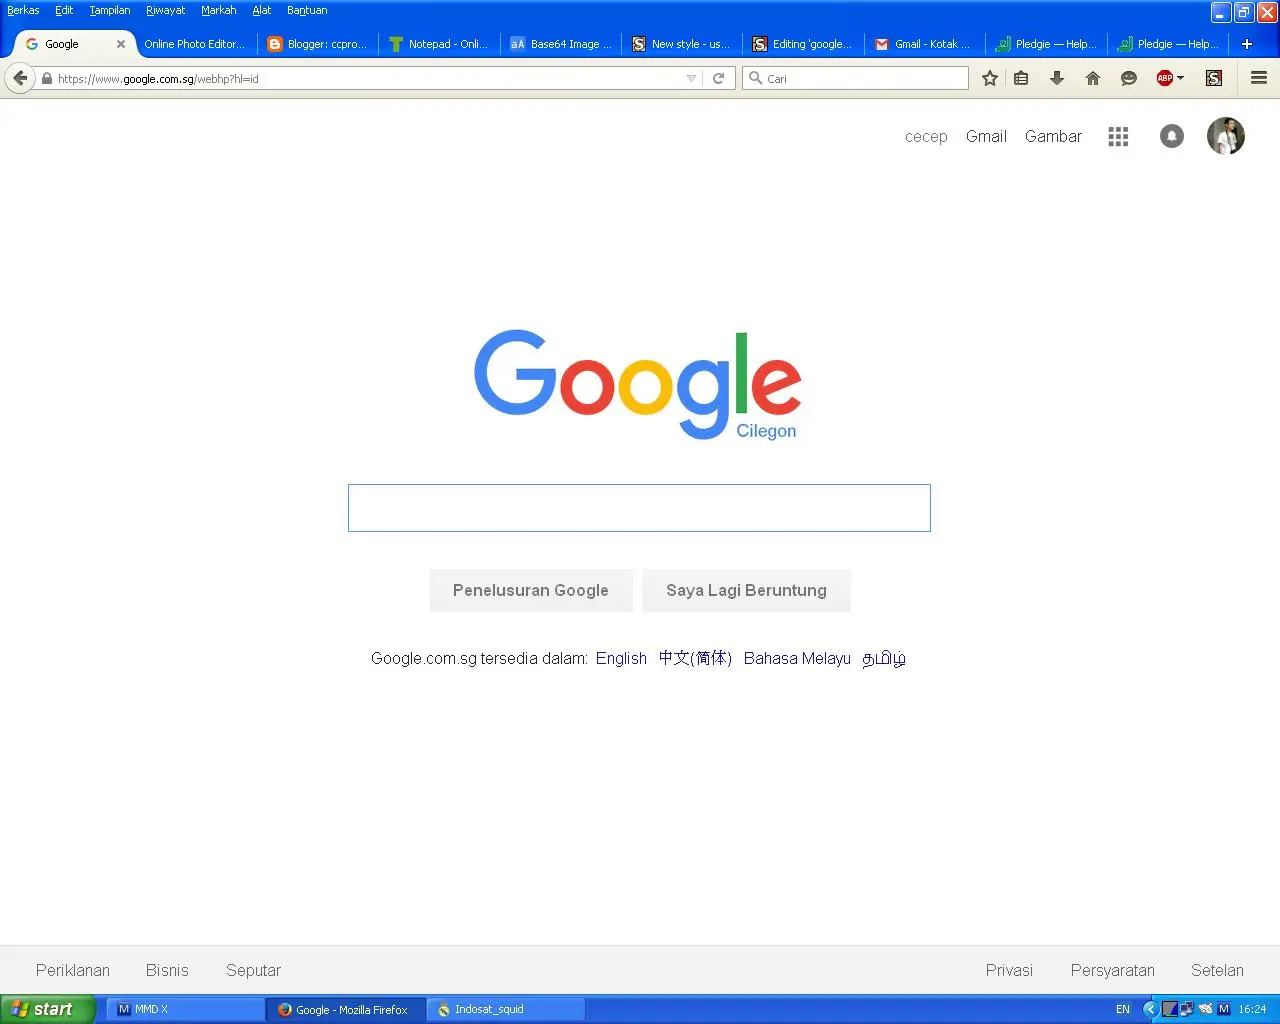 Berkas Edit Tampilan Riwayat Markah Alat Bantuan
Google Online Photo Editor... Blogger: ccpro... Notepad - Onli... Base64 Image ... New style - us... Editing 'google... Gmail - Kotak ... Pledgie — Help... Pledgie — Help...
https://www.google.com.sg/webhp?hl=id Cari ABP
cecep Gmail Gambar
Google
Cilegon
Penelusuran Google Saya Lagi Beruntung
Google.com.sg tersedia dalam: English 中文(简体) Bahasa Melayu தமிழ்
Periklanan Bisnis Seputar Privasi Persyaratan Setelan
start MMD X Google - Mozilla Firefox Indosat_squid EN 16:24